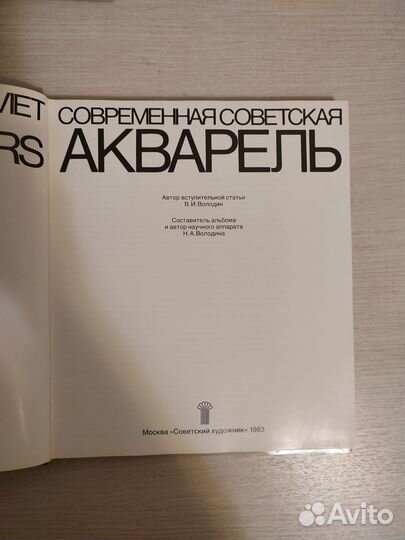 VIET
RS
СОВРЕМЕННАЯ СОВЕТСКАЯ
АКВАРЕЛЬ
Автор вступительной статьи
В.И.Володин
Составитель альбома
и автор научного аппарата
Н.А.Володина
Москва «Советский художник» 1983
Avito